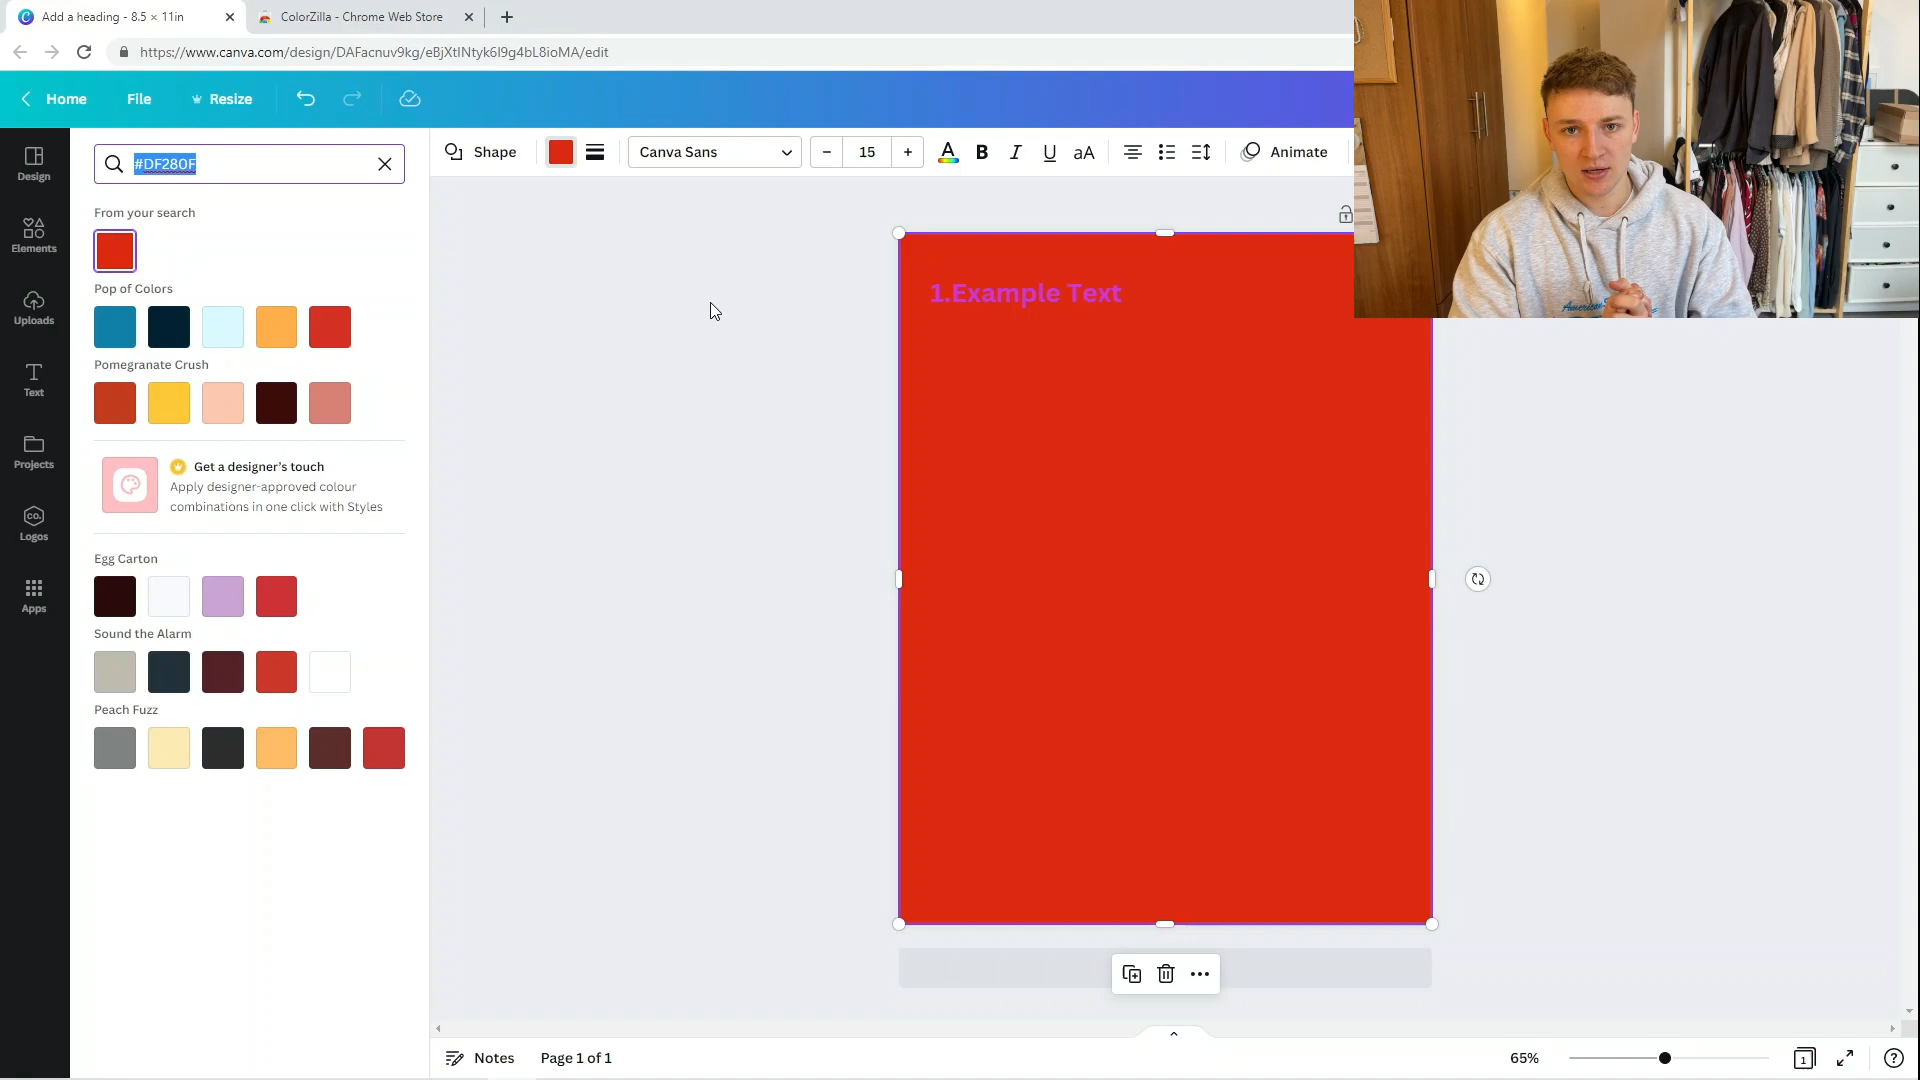 Add a heading - 8.5 × 11in
ColorZilla - Chrome Web Store
https://www.canva.com/design/DAFacnuv9kg/eBjXtINtyk6I9g4bL8ioMA/edit
Home
File
Resize
#DF280F
Shape
Canva Sans
- 15 +
A B I U aA
Animate
Design
Elements
Uploads
Text
Projects
CO.
Logos
Apps
From your search
Pop of Colors
Pomegranate Crush
Get a designer's touch
Apply designer-approved colour
combinations in one click with Styles
Egg Carton
Sound the Alarm
Peach Fuzz
1.Example Text
Notes
Page 1 of 1
65%
1
?